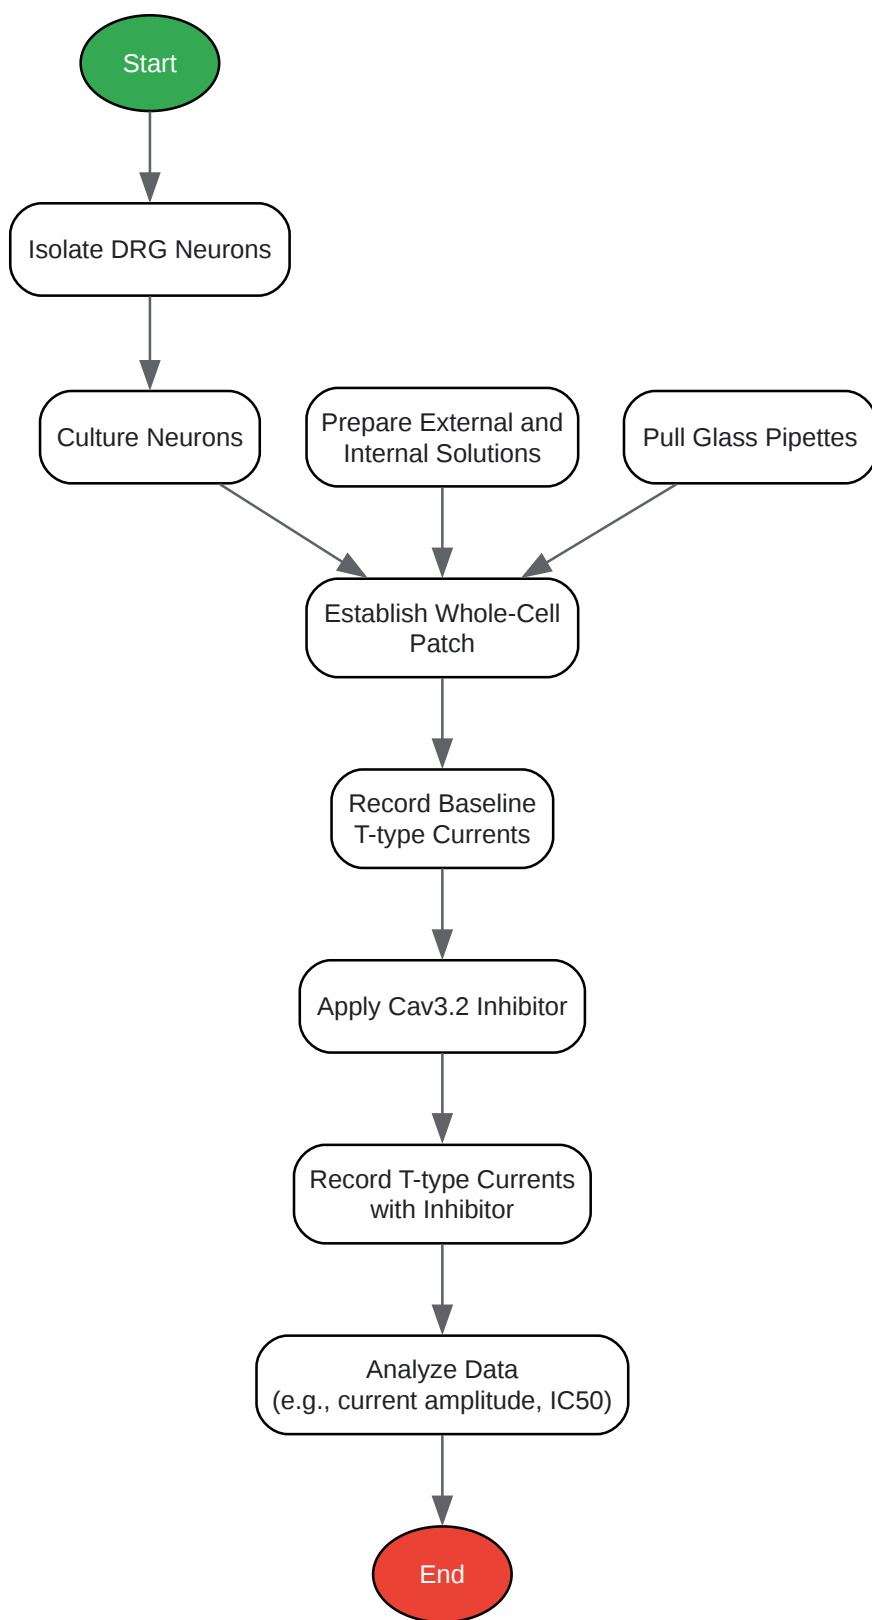 Start
Isolate DRG Neurons
Culture Neurons
Prepare External and
Internal Solutions
Pull Glass Pipettes
Establish Whole-Cell
Patch
Record Baseline
T-type Currents
Apply Cav3.2 Inhibitor
Record T-type Currents
with Inhibitor
Analyze Data
(e.g., current amplitude, IC50)
End